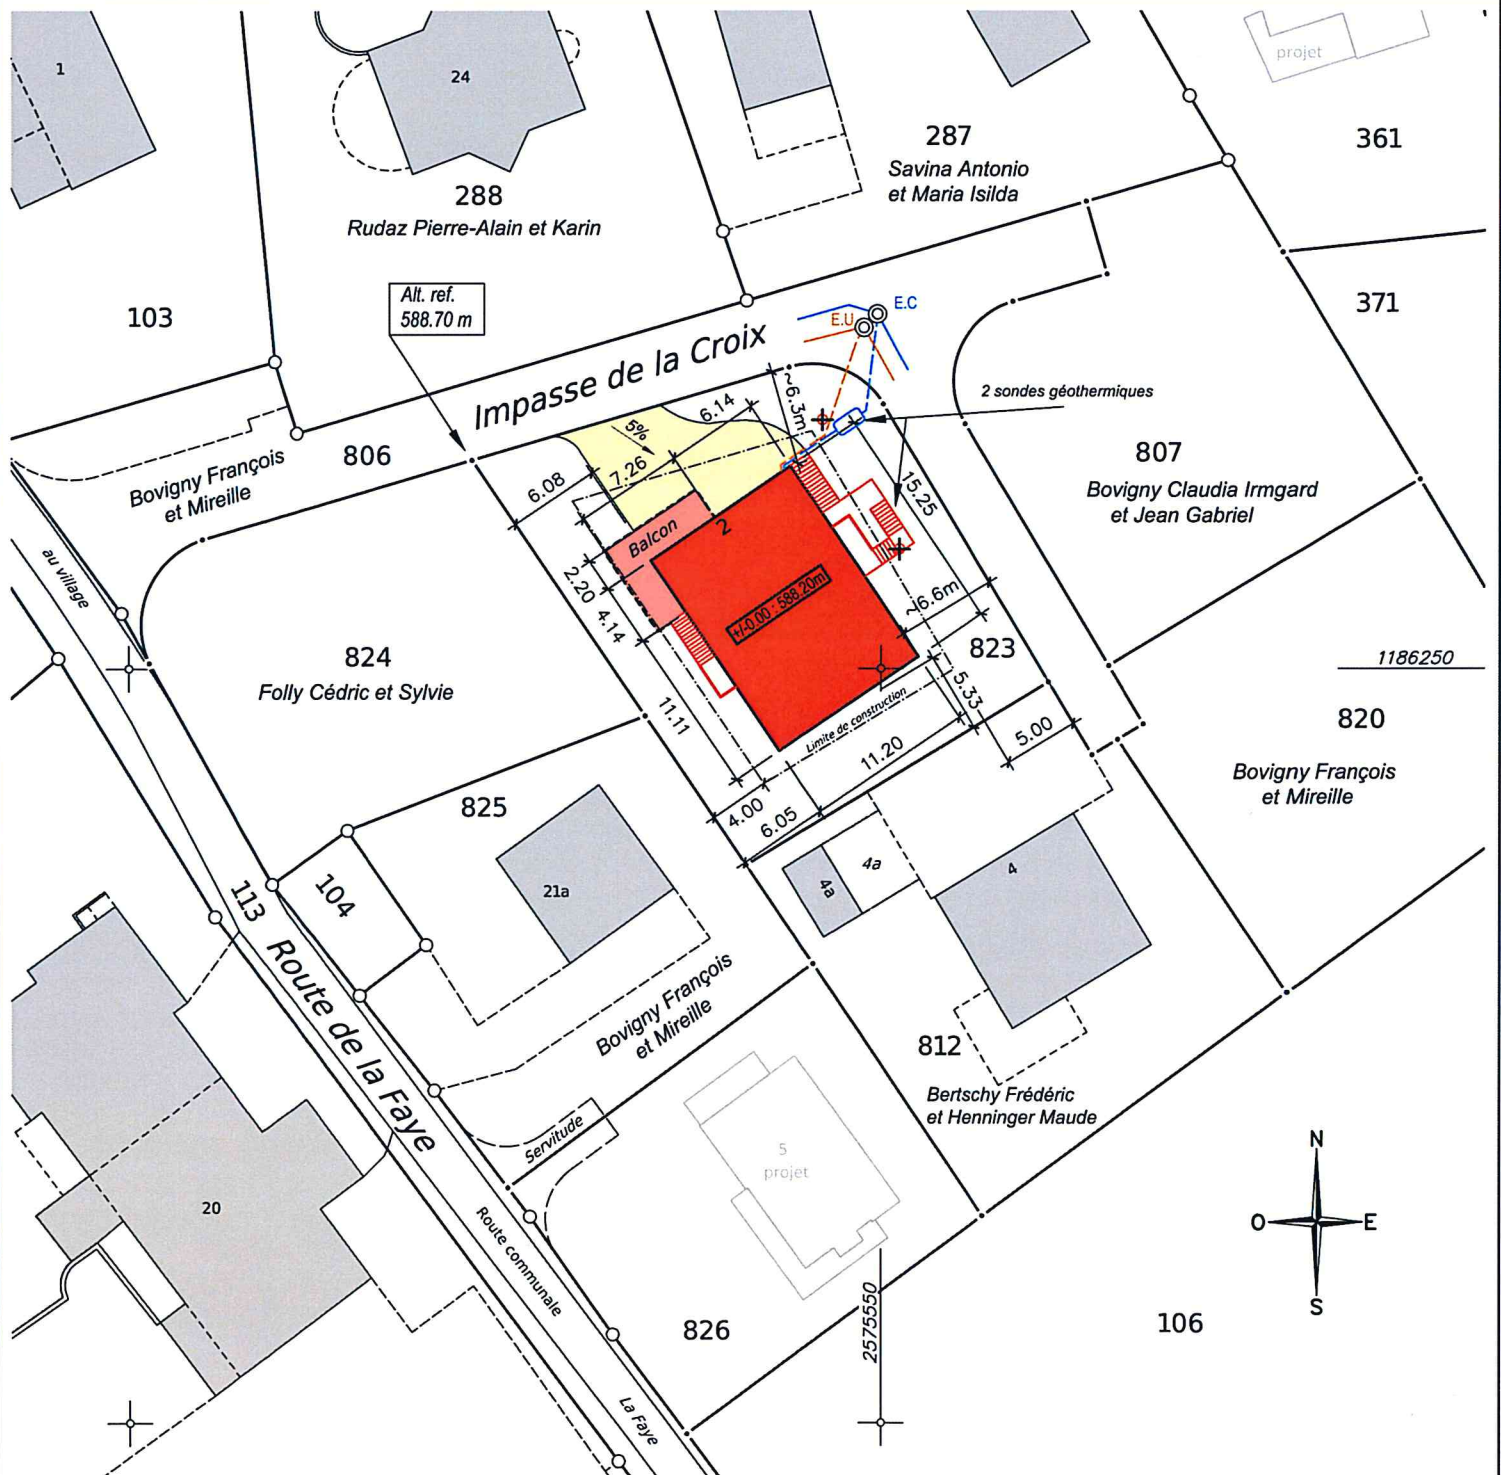 1
24
projet
288
Rudaz Pierre-Alain et Karin
287
Savina Antonio
et Maria Isilda
361
103
Alt. ref.
588.70 m
371
E.C
E.U
Impasse de la Croix
~6.3m
2 sondes géothermiques
6.14
5%
7.26
6.08
15.25
806
Bovigny François
et Mireille
807
Bovigny Claudia Irmgard
et Jean Gabriel
Balcon
2
au village
2.20
4.14
+/-0.00 : 588.20m
~6.6m
823
824
Folly Cédric et Sylvie
1186250
5.33
11.11
Limite de construction
5.00
11.20
820
Bovigny François
et Mireille
4.00
6.05
825
21a
4a
4a
4
104
113
Route de la Faye
Bovigny François
et Mireille
812
Bertschy Frédéric
et Henninger Maude
Servitude
5
projet
20
Route communale
N
O
E
S
2575550
826
106
La Faye